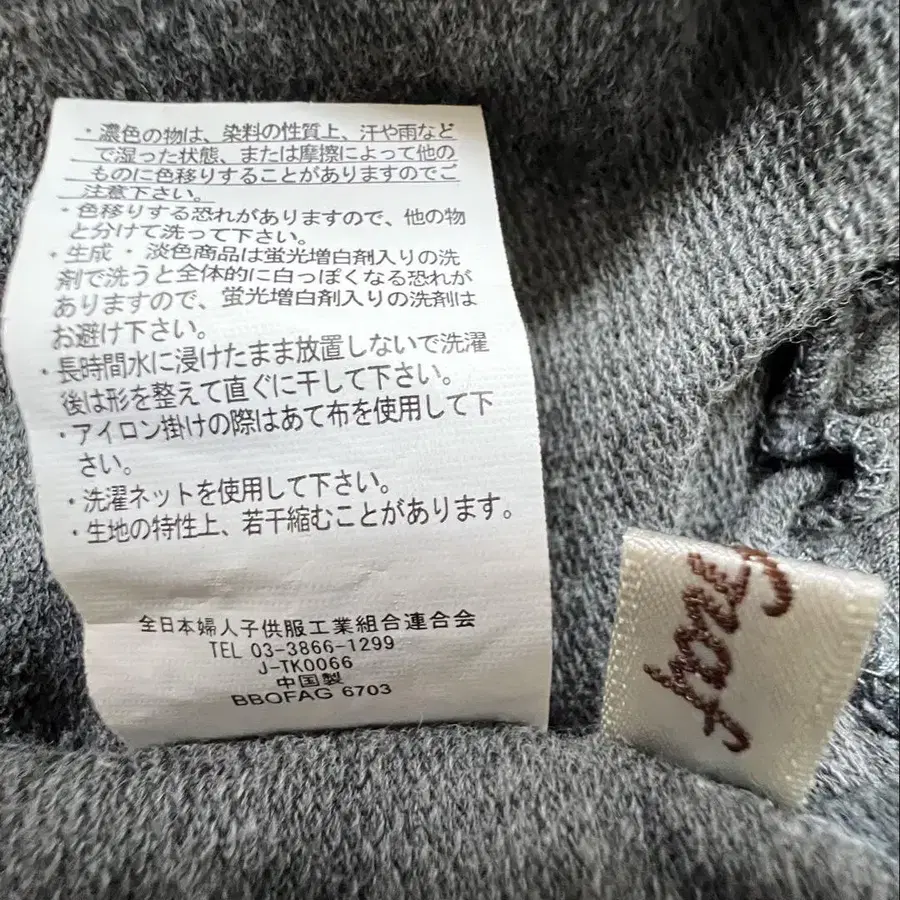 ・濃色の物は、染料の性質上、汗や雨など
で湿った状態、または摩擦によって他の
ものに色移りすることがありますのでご
注意下さい。
・色移りする恐れがありますので、他の物
と分けて洗って下さい。
・生成・淡色商品は蛍光増白剤入りの洗
剤で洗うと全体的に白っぽくなる恐れが
ありますので、蛍光増白剤入りの洗剤は
お避け下さい。
・長時間水に浸けたまま放置しないで洗濯
後は形を整えて直ぐに干して下さい。
・アイロン掛けの際はあて布を使用して下
さい。
・洗濯ネットを使用して下さい。
・生地の特性上、若干縮むことがあります。
全日本婦人子供服工業組合連合会
TEL 03-3866-1299
J-TK0066
中国製
BBOFAG 6703